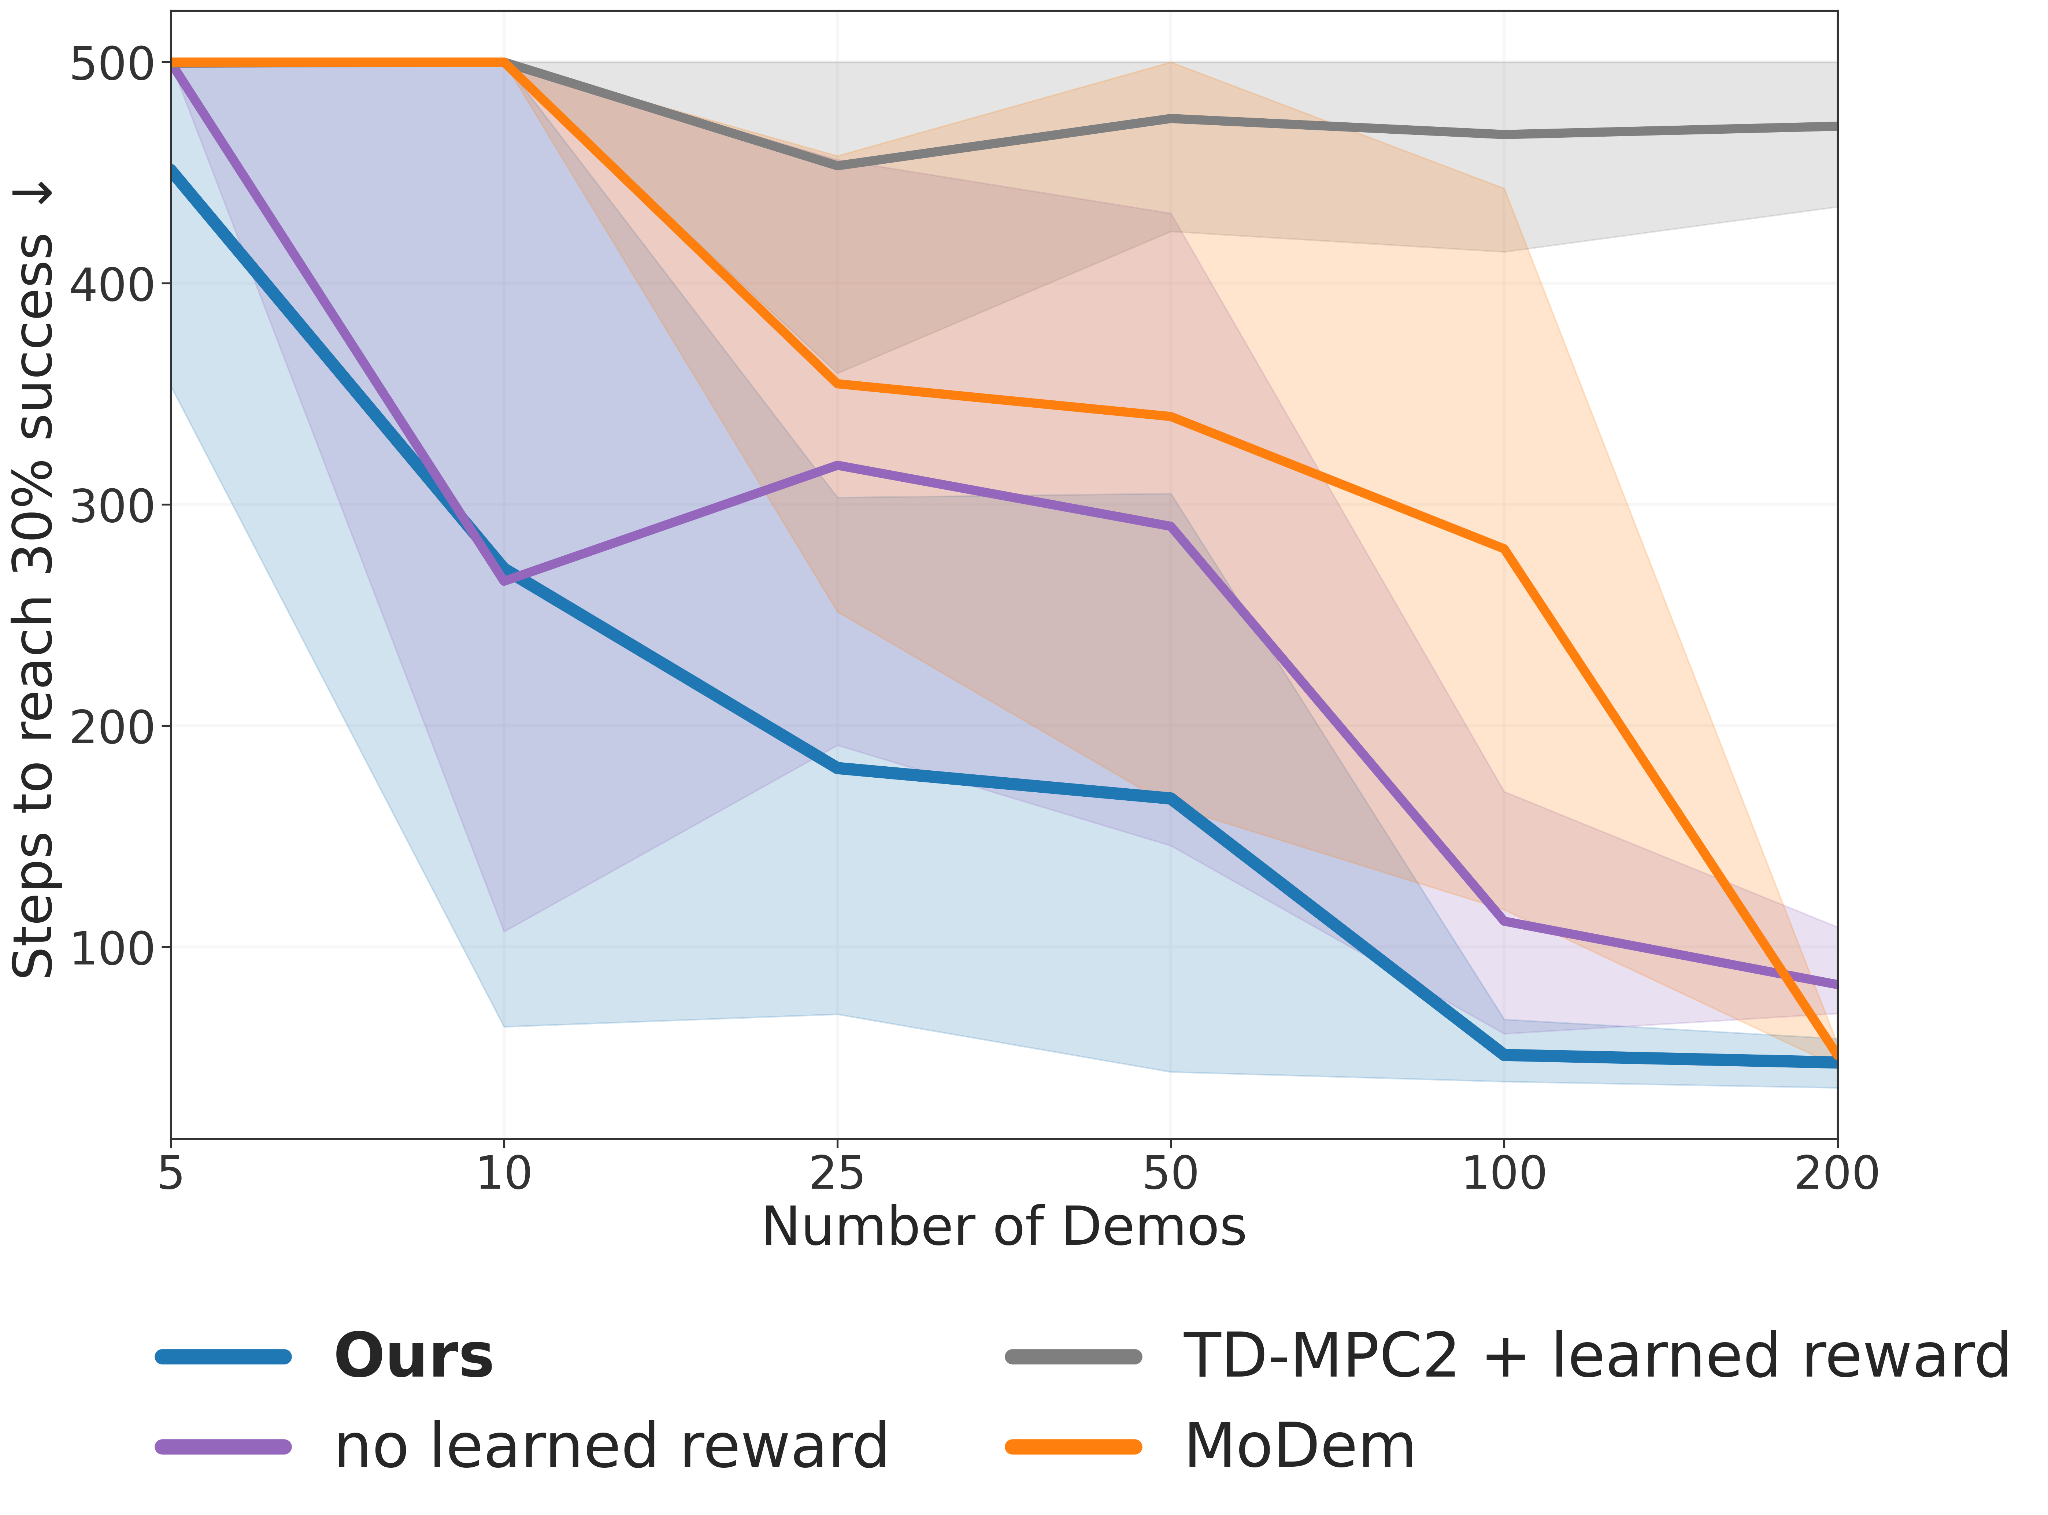 Steps to reach 30% success ↓
500
400
300
200
100
5 10 25 50 100 200
Number of Demos
Ours
TD-MPC2 + learned reward
no learned reward
MoDem